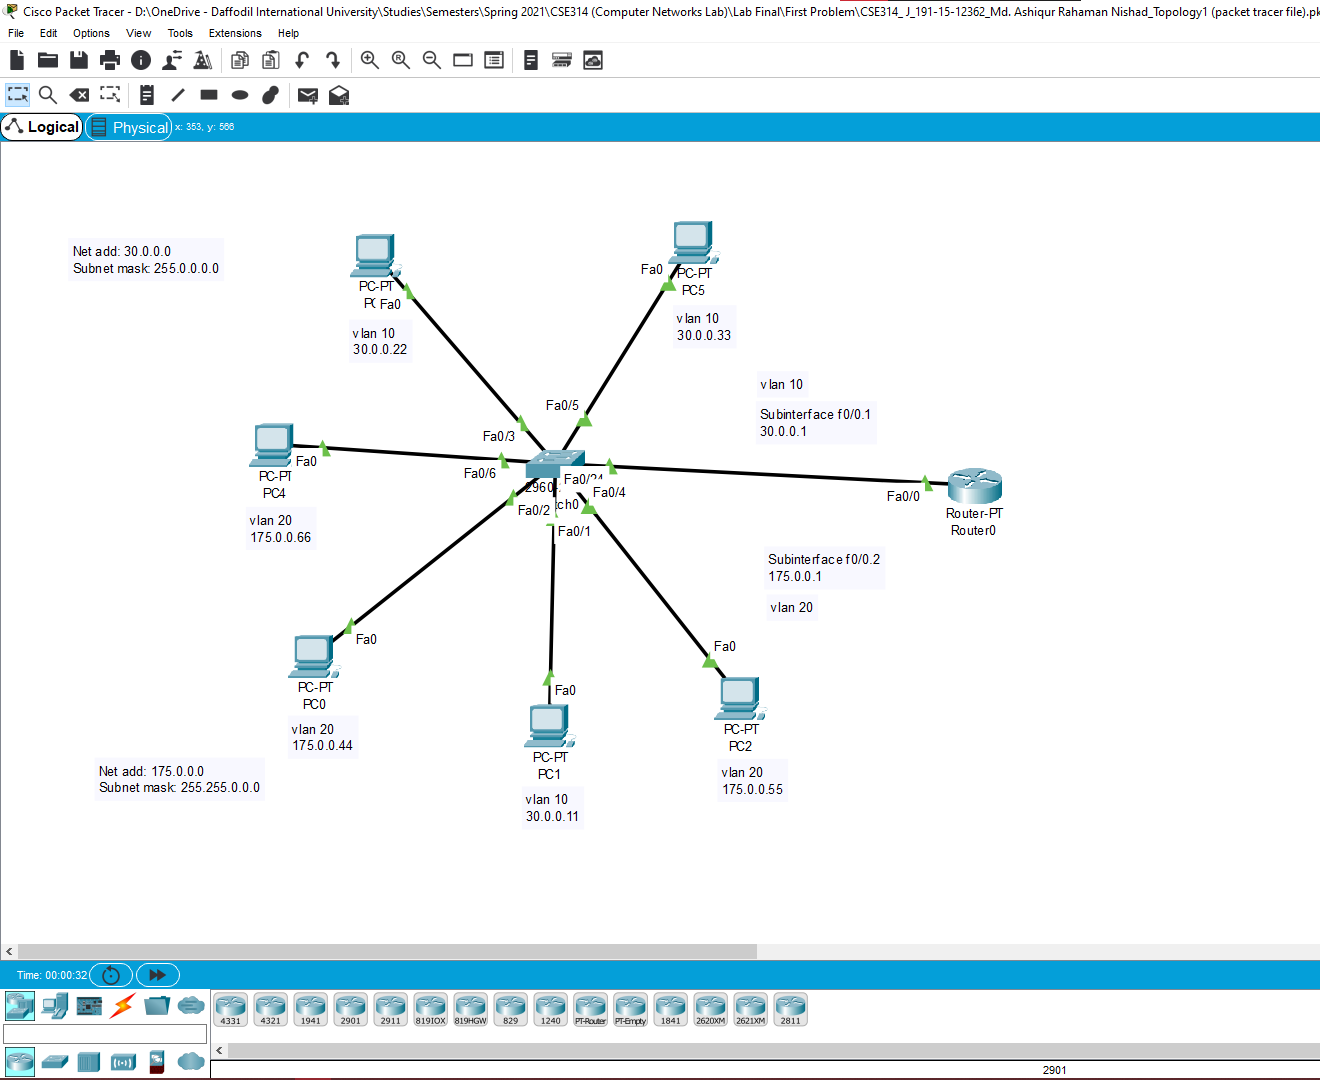 Cisco Packet Tracer - D:\OneDrive - Daffodil International University\Studies\Semesters\Spring 2021\CSE314 (Computer Networks Lab)\Lab Final\First Problem\CSE314_J_191-15-12362_Md. Ashiqur Rahaman Nishad_Topology1 (packet tracer file).pk
File Edit Options View Tools Extensions Help
Logical Physical x: 353, y: 566
Net add: 30.0.0.0
Subnet mask: 255.0.0.0.0
PC-PT
Fa0
vlan 10
30.0.0.22
Fa0
PC-PT
PC5
vlan 10
30.0.0.33
vlan 10
Subinterface f0/0.1
30.0.0.1
Fa0/5
Fa0/3
Fa0
PC-PT
PC4
vlan 20
175.0.0.66
Fa0/6
Fa0/24
2960
Fa0/4
ch0
Fa0/2
Fa0/1
Fa0/0
Router-PT
Router0
Subinterface f0/0.2
175.0.0.1
vlan 20
Fa0
PC-PT
PC0
vlan 20
175.0.0.44
Fa0
PC-PT
PC1
vlan 10
30.0.0.11
Fa0
PC-PT
PC2
vlan 20
175.0.0.55
Net add: 175.0.0.0
Subnet mask: 255.255.0.0.0
Time: 00:00:32
4331 4321 1941 2901 2911 819IOX 819HGW 829 1240 PT-Router PT-Empty 1841 2620XM 2621XM 2811
2901